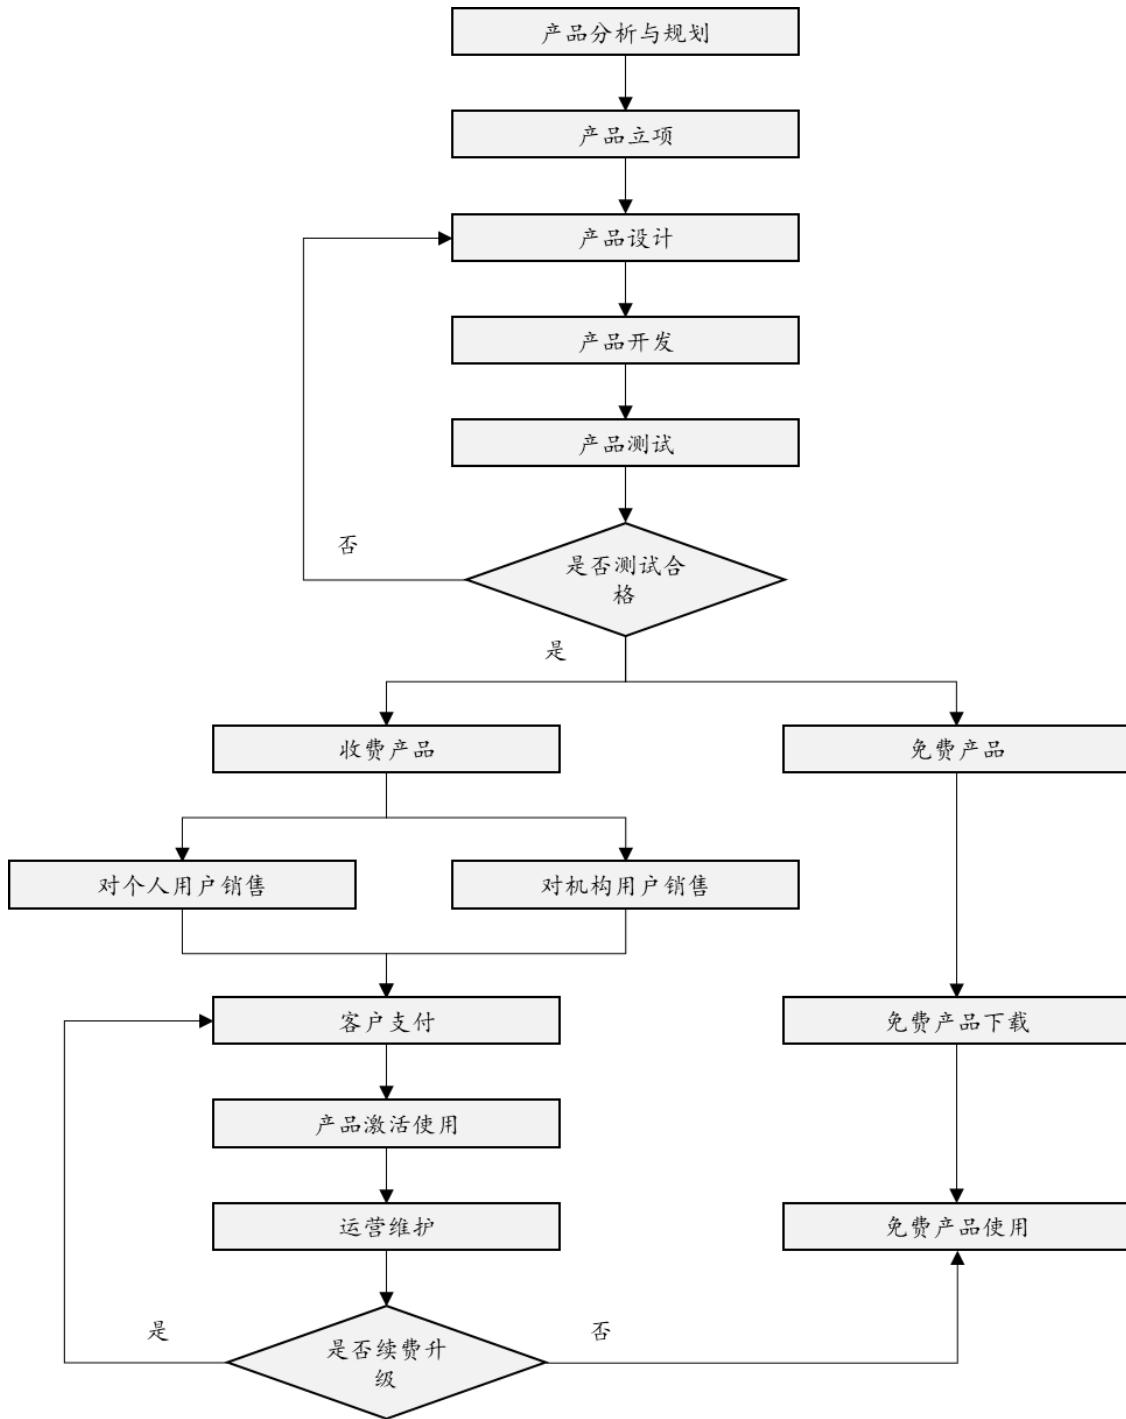 产品分析与规划
产品立项
产品设计
产品开发
产品测试
否
是否测试合
格
是
收费产品
免费产品
对个人用户销售
对机构用户销售
客户支付
免费产品下载
产品激活使用
运营维护
免费产品使用
是
否
是否续费升
级